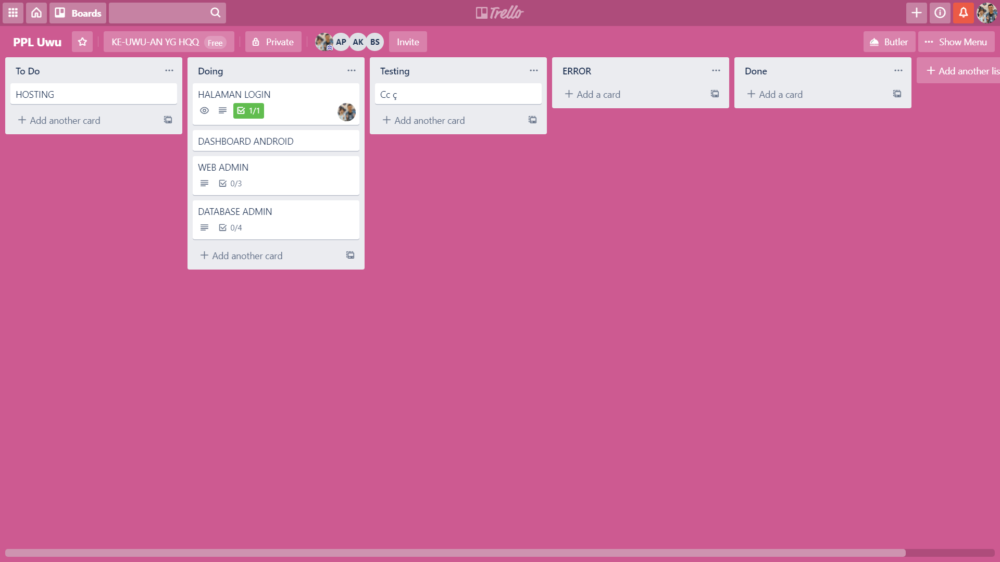 Boards
Trello
PPL Uwu
KE-UWU-AN YG HQQ Free
Private
AP AK BS
Invite
Butler
Show Menu
To Do
HOSTING
Add another card
Doing
HALAMAN LOGIN
1/1
DASHBOARD ANDROID
WEB ADMIN
0/3
DATABASE ADMIN
0/4
Add another card
Testing
Cc ç
Add another card
ERROR
Add a card
Done
Add a card
Add another lis